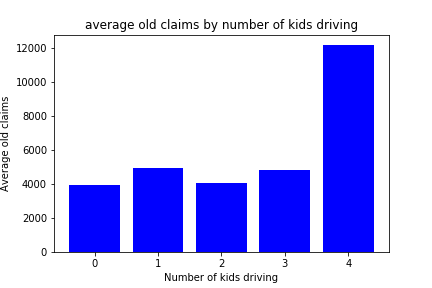 average old claims by number of kids driving
Average old claims
12000
10000
8000
6000
4000
2000
0
0 1 2 3 4
Number of kids driving